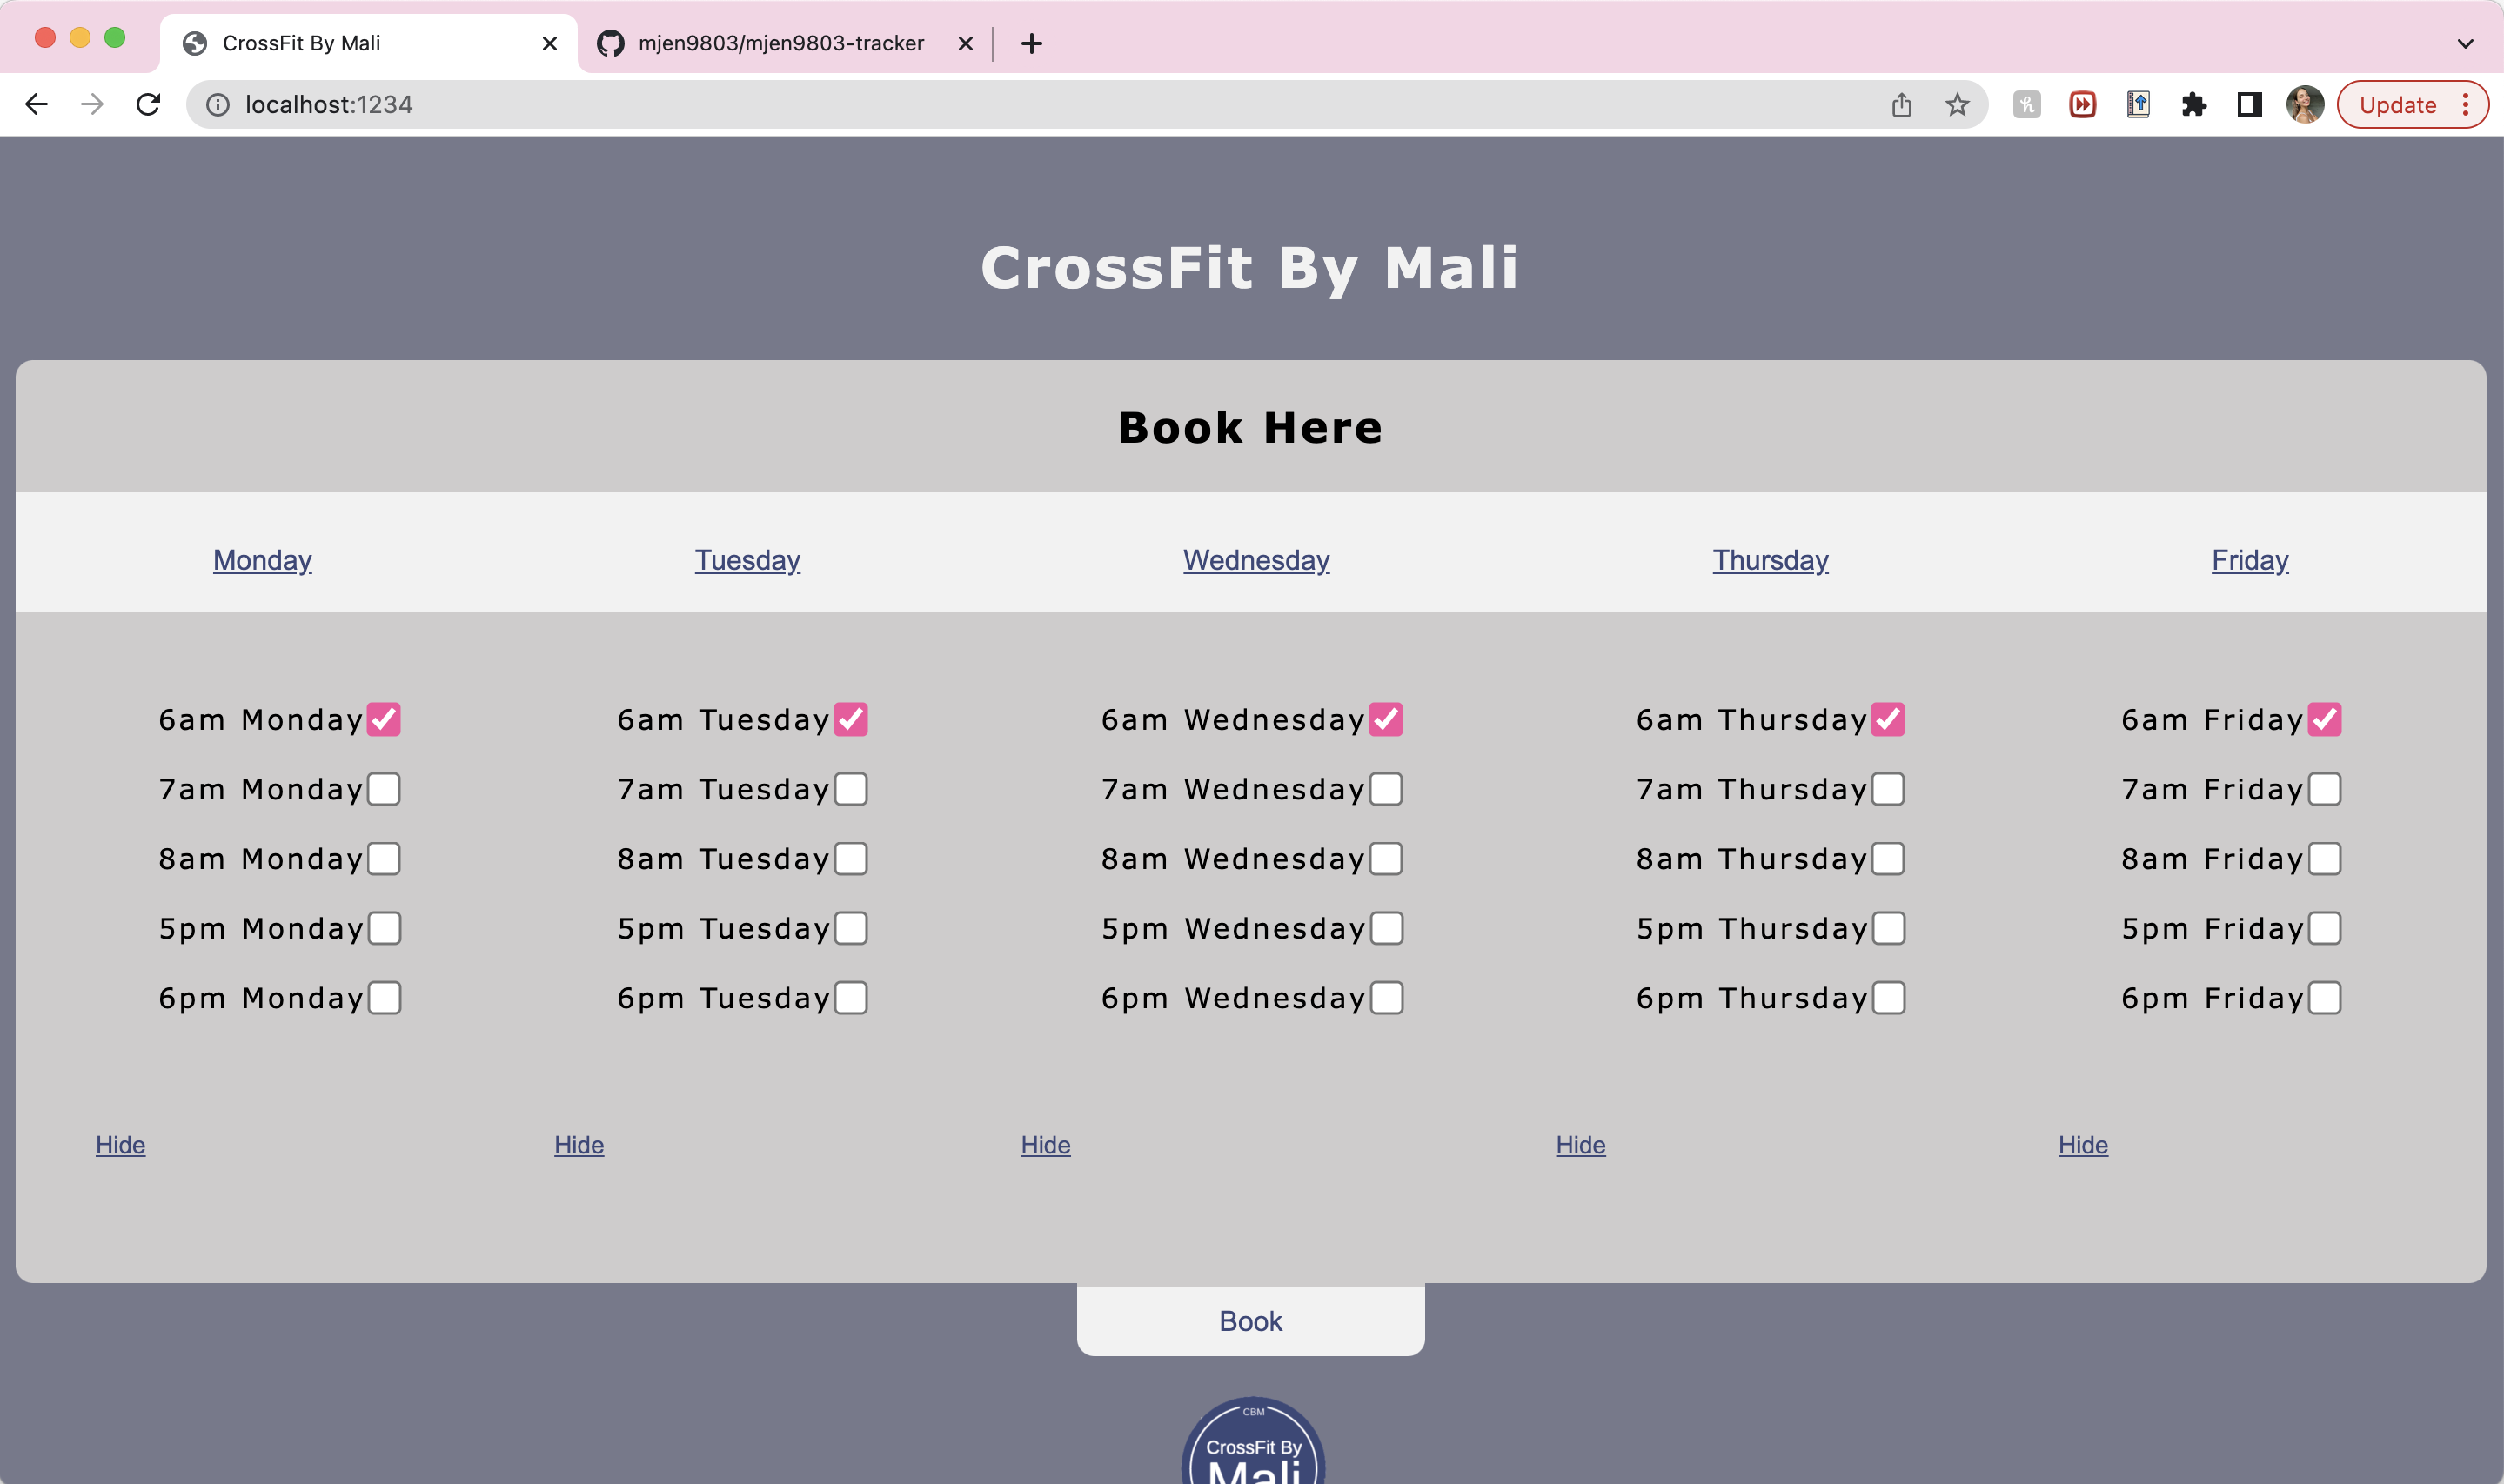 CrossFit By Mali
mjen9803/mjen9803-tracker
localhost:1234
Update
CrossFit By Mali
Book Here
Monday Tuesday Wednesday Thursday Friday
6am Monday 6am Tuesday 6am Wednesday 6am Thursday 6am Friday
7am Monday 7am Tuesday 7am Wednesday 7am Thursday 7am Friday
8am Monday 8am Tuesday 8am Wednesday 8am Thursday 8am Friday
5pm Monday 5pm Tuesday 5pm Wednesday 5pm Thursday 5pm Friday
6pm Monday 6pm Tuesday 6pm Wednesday 6pm Thursday 6pm Friday
Hide Hide Hide Hide Hide
Book
CBM
CrossFit By
Mali